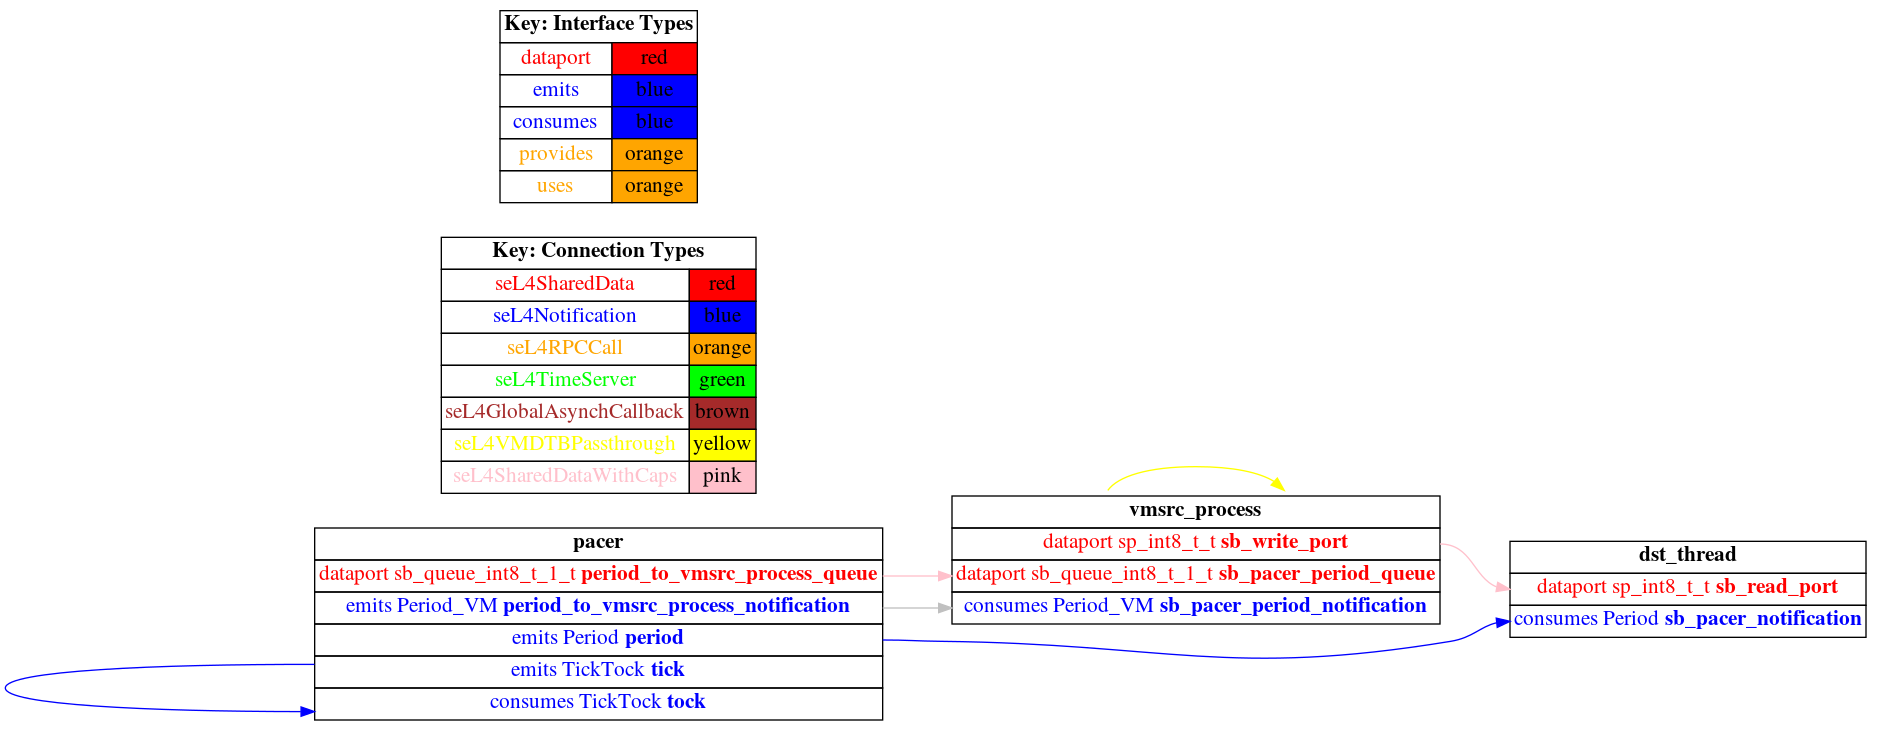 Key: Interface Types
dataport red
emits blue
consumes blue
provides orange
uses orange
Key: Connection Types
seL4SharedData red
seL4Notification blue
seL4RPCCall orange
seL4TimeServer green
seL4GlobalAsynchCallback brown
seL4VMDTBPassthrough yellow
seL4SharedDataWithCaps pink
pacer
dataport sb_queue_int8_t_1_t period_to_vmsrc_process_queue
emits Period_VM period_to_vmsrc_process_notification
emits Period period
emits TickTock tick
consumes TickTock tock
vmsrc_process
dataport sp_int8_t_t sb_write_port
dataport sb_queue_int8_t_1_t sb_pacer_period_queue
consumes Period_VM sb_pacer_period_notification
dst_thread
dataport sp_int8_t_t sb_read_port
consumes Period sb_pacer_notification